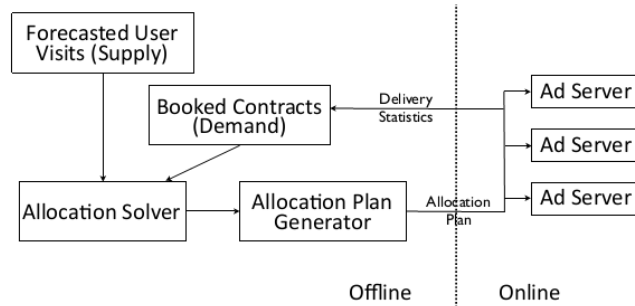 Forecasted User
Visits (Supply)
Booked Contracts
(Demand)
Delivery
Statistics
Ad Server
Ad Server
Ad Server
Allocation Solver
Allocation Plan
Generator
Allocation
Plan
Offline
Online